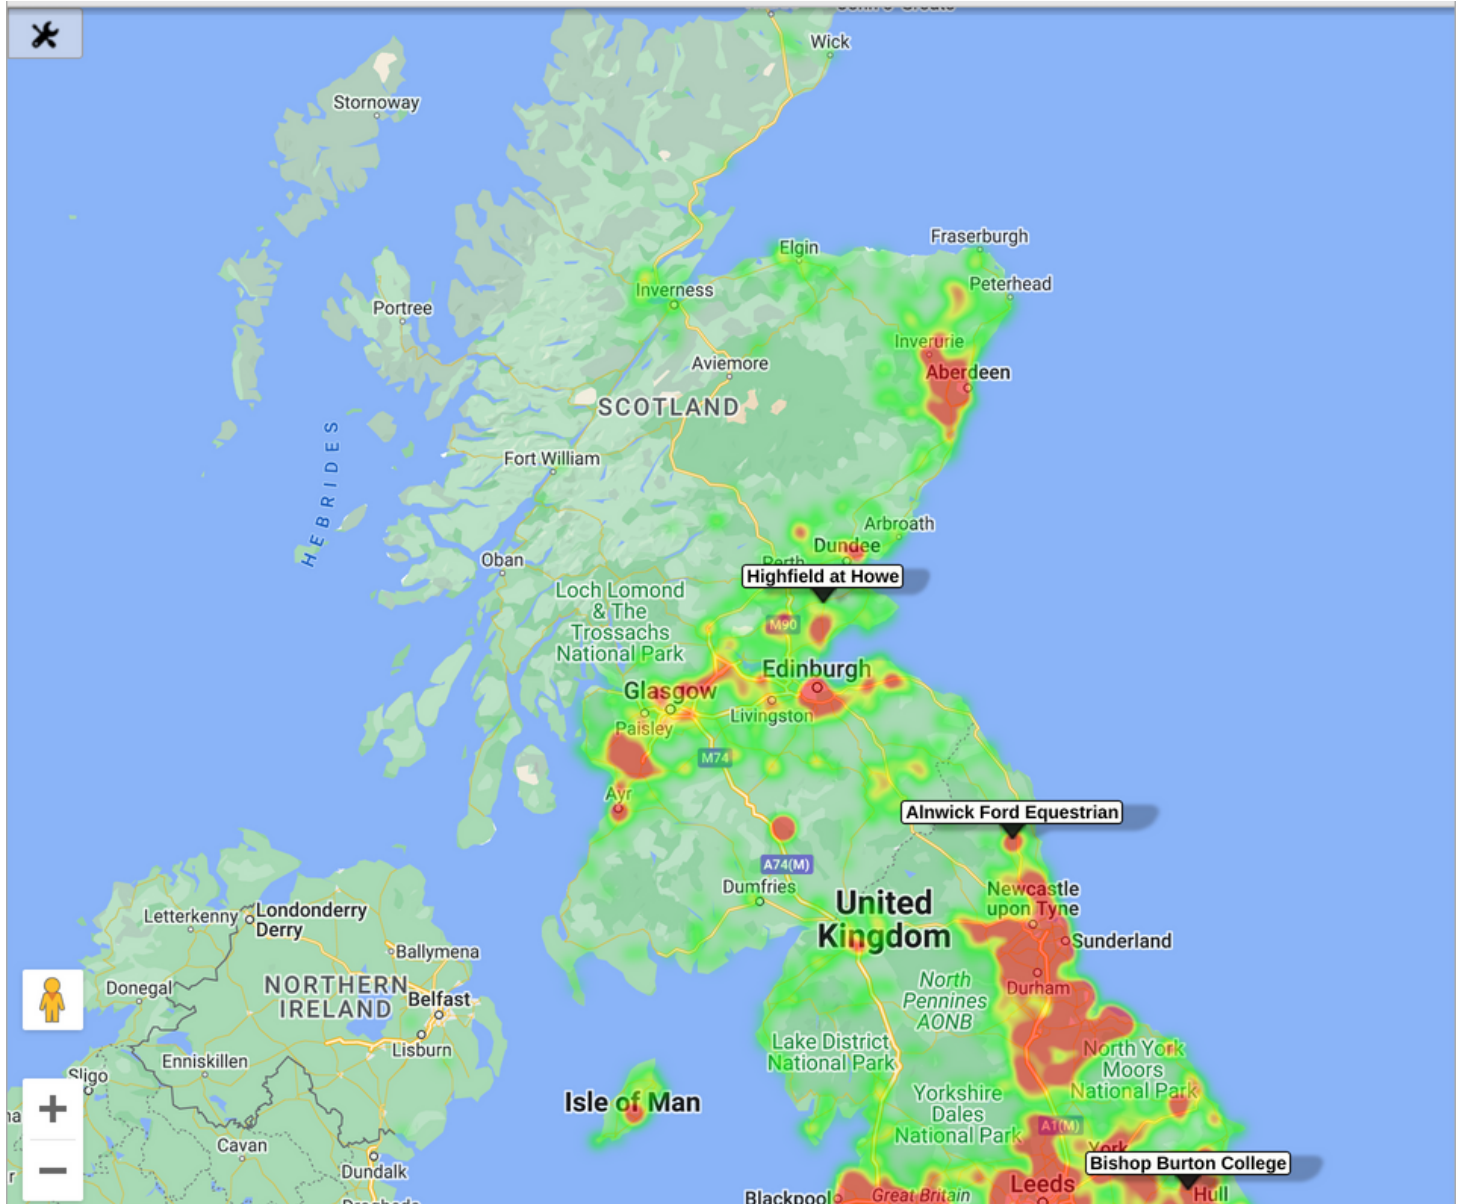 Wick
Stornoway
Elgin
Fraserburgh
Peterhead
Inverness
Portree
Inverurie
Aviemore
Aberdeen
SCOTLAND
HEBRIDES
Fort William
Arbroath
Dundee
Oban
Perth
Highfield at Howe
Loch Lomond
& The
Trossachs
National Park
M90
Edinburgh
Glasgow
Livingston
Paisley
M74
Ayr
Alnwick Ford Equestrian
A74(M)
Dumfries
Newcastle
upon Tyne
United
Kingdom
Londonderry
Derry
Letterkenny
Sunderland
Ballymena
North
Pennines
AONB
Durham
Donegal
NORTHERN
IRELAND
Belfast
Lisburn
Lake District
National Park
North York
Moors
National Park
Enniskillen
Sligo
Isle of Man
Yorkshire
Dales
National Park
A1(M)
York
Cavan
Bishop Burton College
Dundalk
Leeds
Hull
Blackpool
Great Britain
+
−